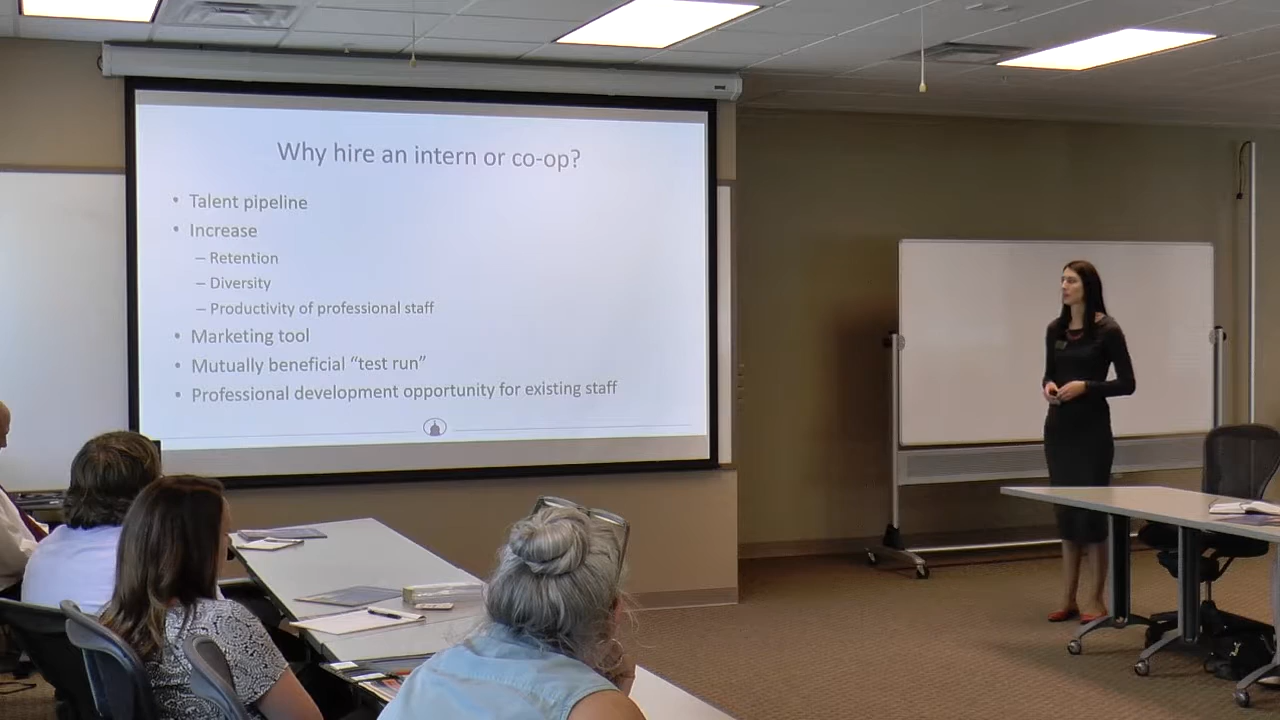 Why hire an intern or co-op?
• Talent pipeline
• Increase
– Retention
– Diversity
– Productivity of professional staff
• Marketing tool
• Mutually beneficial “test run”
• Professional development opportunity for existing staff